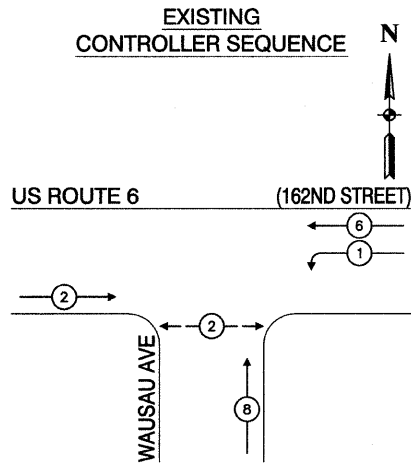 EXISTING
CONTROLLER SEQUENCE
N
US ROUTE 6 (162ND STREET)
6
1
2
2
WAUSAU AVE
8